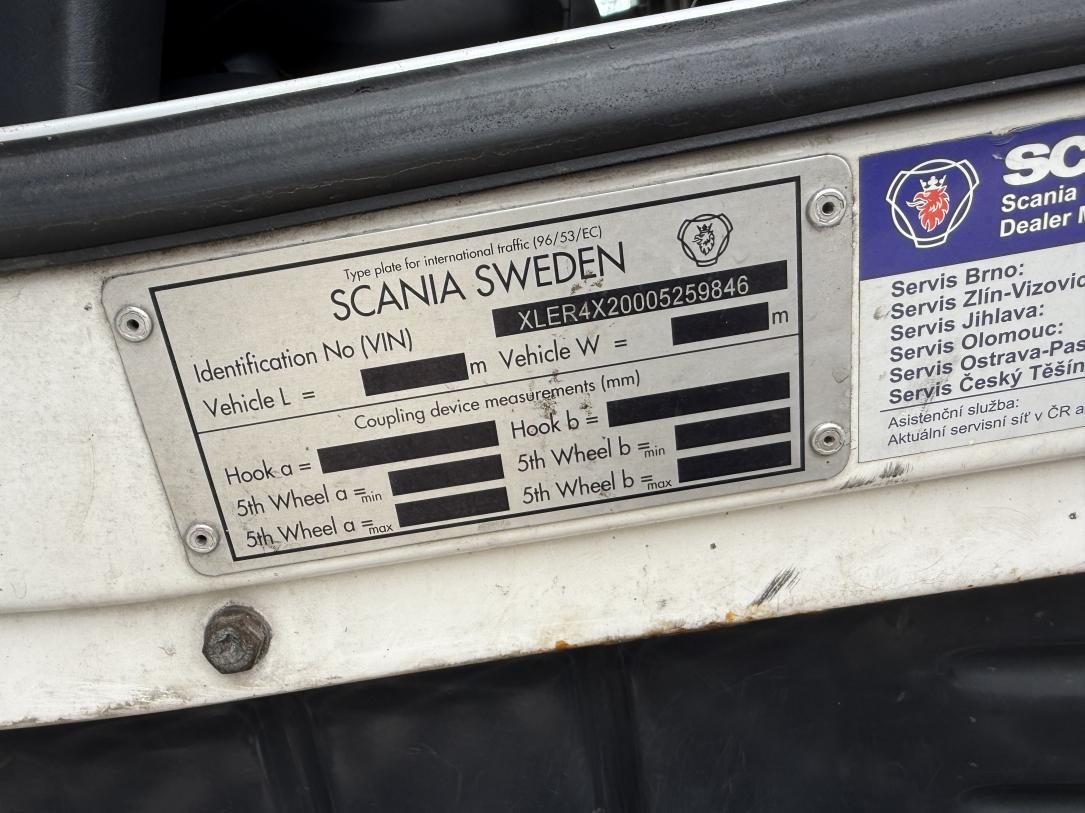 Type plate for international traffic (96/53/EC)
SCANIA SWEDEN
Identification No (VIN) XLER4X20005259846
Vehicle L = m Vehicle W = m
Coupling device measurements (mm)
Hook a = Hook b =
5th Wheel a =min 5th Wheel b =min
5th Wheel a =max 5th Wheel b =max
SC
Scania
Dealer M
Servis Brno:
Servis Zlín-Vizovic
Servis Jihlava:
Servis Olomouc:
Servis Ostrava-Pas
Servis Český Těšín
Asistenční služba:
Aktuální servisní síť v ČR a